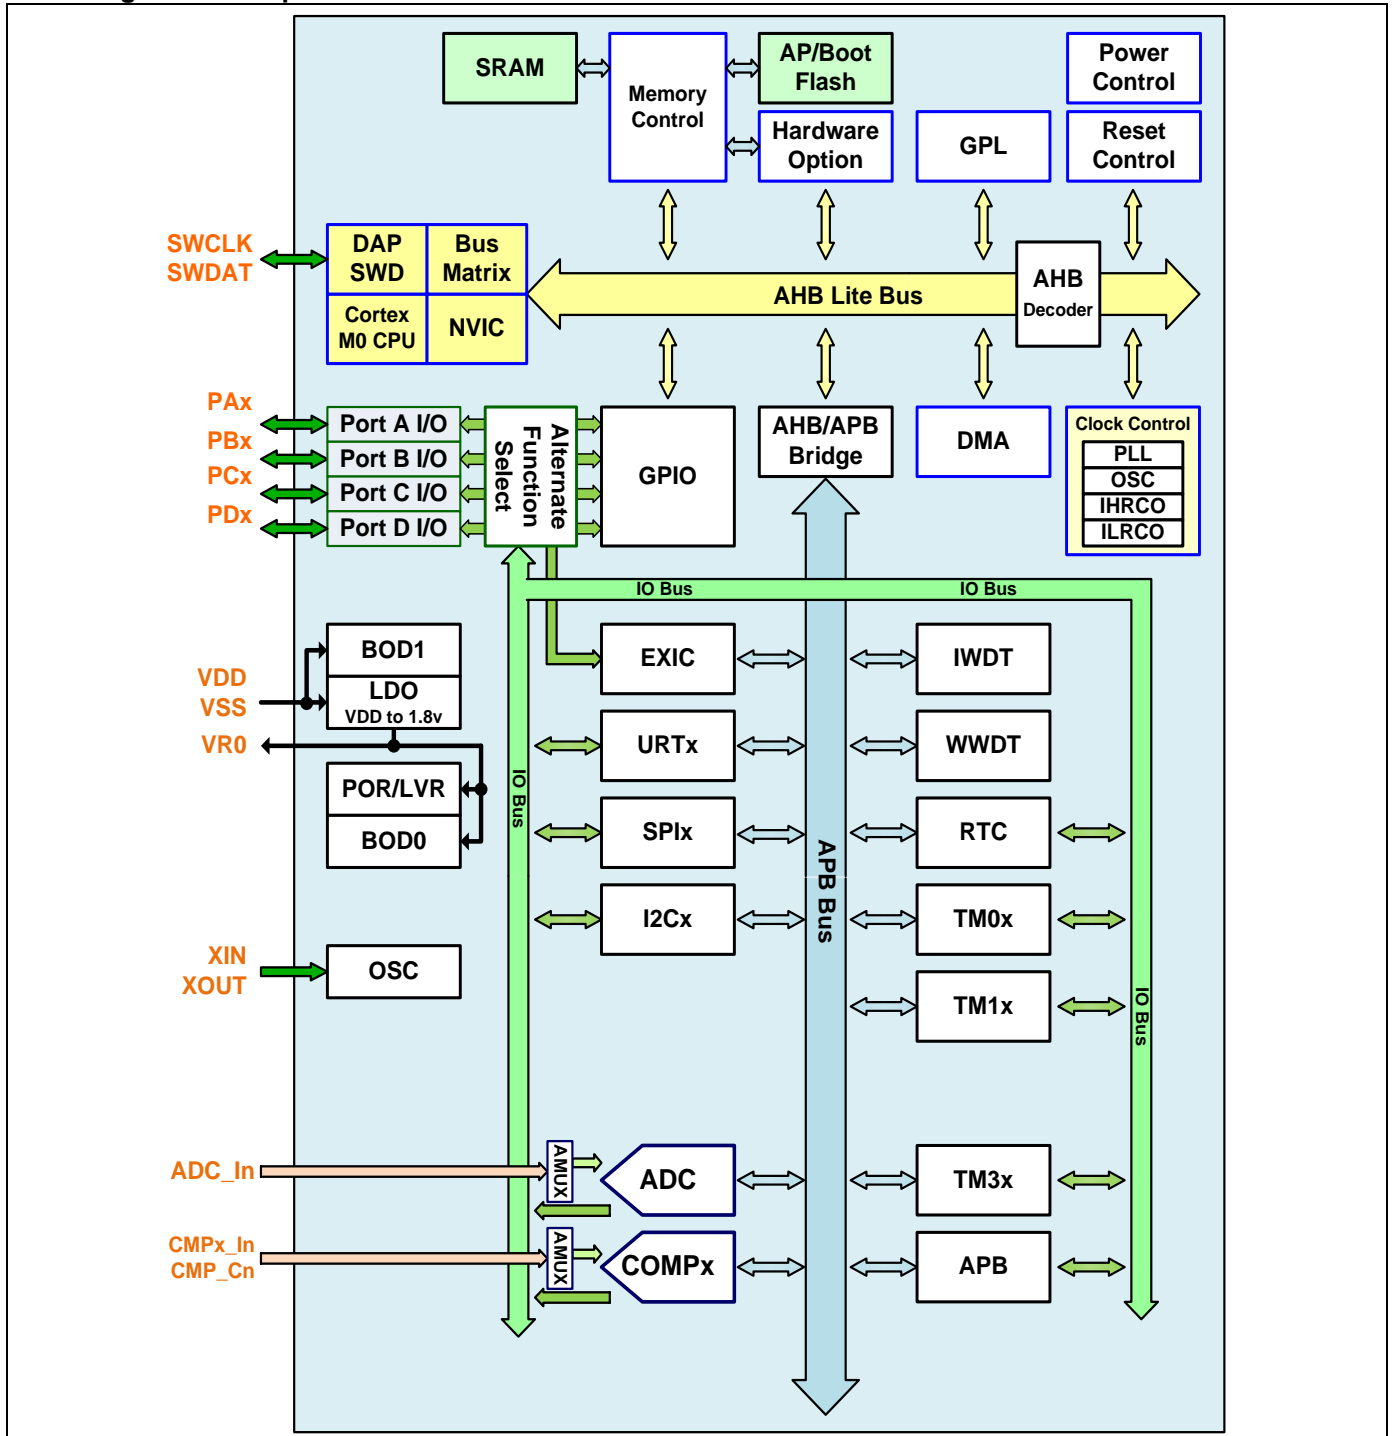 SRAM
Memory
Control
AP/Boot
Flash
Power
Control
Hardware
Option
GPL
Reset
Control
SWCLK
SWDAT
DAP
SWD
Bus
Matrix
Cortex
M0 CPU
NVIC
AHB Lite Bus
AHB
Decoder
PAx
PBx
PCx
PDx
Port A I/O
Port B I/O
Port C I/O
Port D I/O
Alternate
Function
Select
GPIO
AHB/APB
Bridge
DMA
Clock Control
PLL
OSC
IHRCO
ILRCO
IO Bus
IO Bus
VDD
VSS
VR0
BOD1
LDO
VDD to 1.8v
POR/LVR
BOD0
IO Bus
EXIC
URTx
SPIx
I2Cx
APB Bus
IWDT
WWDT
RTC
TM0x
TM1x
IO Bus
XIN
XOUT
OSC
ADC_In
AMUX
ADC
TM3x
CMPx_In
CMP_Cn
AMUX
COMPx
APB